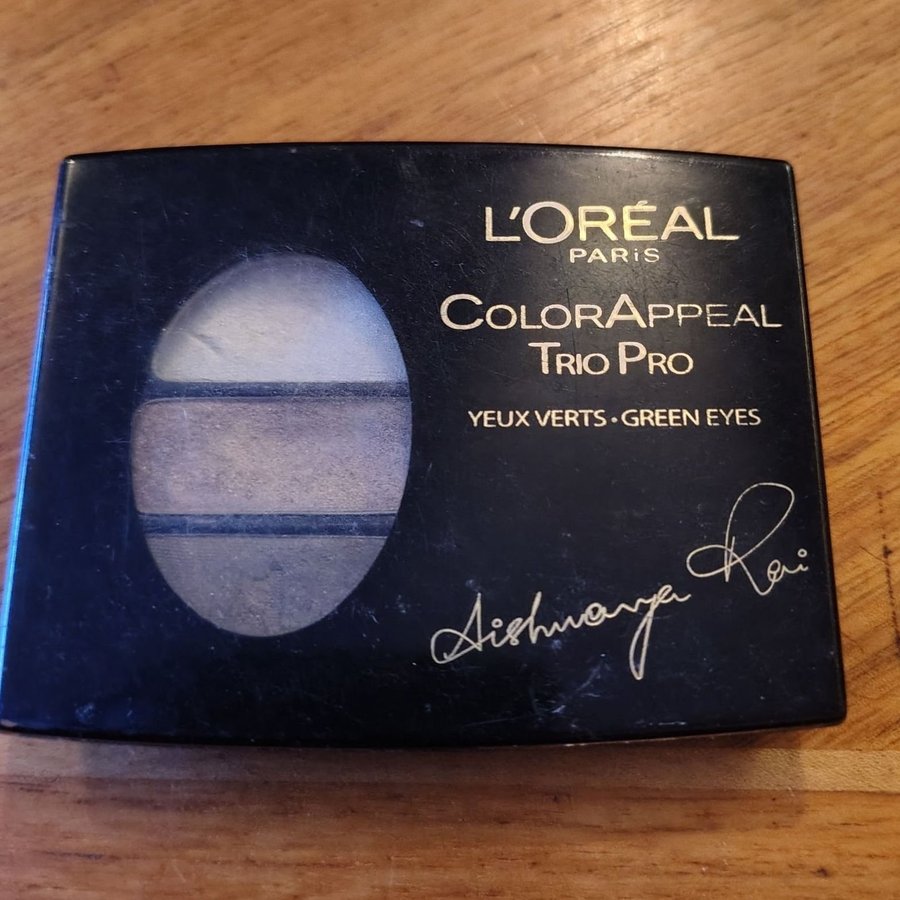 L'ORÉAL
PARiS
COLORAPPEAL
TRIO PRO
YEUX VERTS • GREEN EYES
Aishwarya Rai